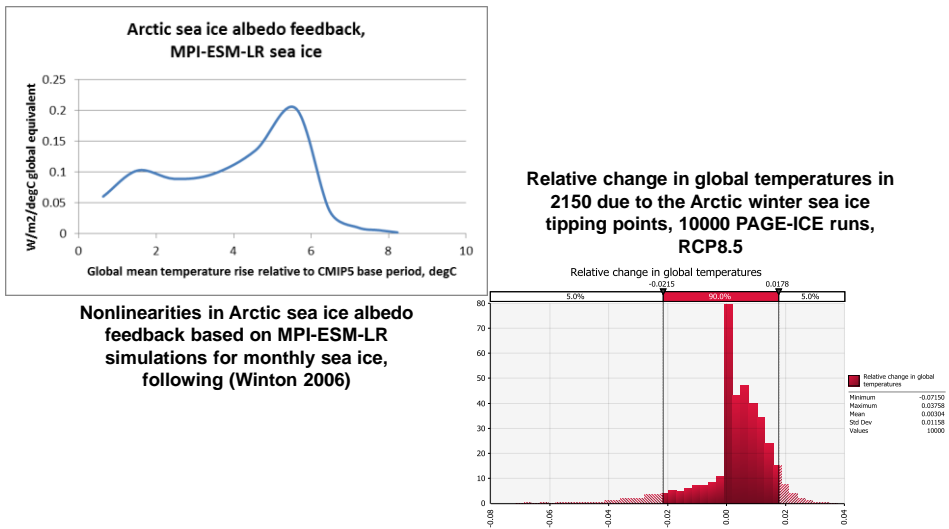 Arctic sea ice albedo feedback,
MPI-ESM-LR sea ice
W/m2/degC global equivalent
0.25
0.2
0.15
0.1
0.05
0
0 2 4 6 8 10
Global mean temperature rise relative to CMIP5 base period, degC
Nonlinearities in Arctic sea ice albedo
feedback based on MPI-ESM-LR
simulations for monthly sea ice,
following (Winton 2006)
Relative change in global temperatures in
2150 due to the Arctic winter sea ice
tipping points, 10000 PAGE-ICE runs,
RCP8.5
Relative change in global temperatures
-0.0215 0.0178
5.0% 90.0% 5.0%
80
70
60
50
40
30
20
10
0
-0.08 -0.06 -0.04 -0.02 0.00 0.02 0.04
Relative change in global
temperatures
Minimum -0.07150
Maximum 0.03758
Mean 0.00304
Std Dev 0.01158
Values 10000